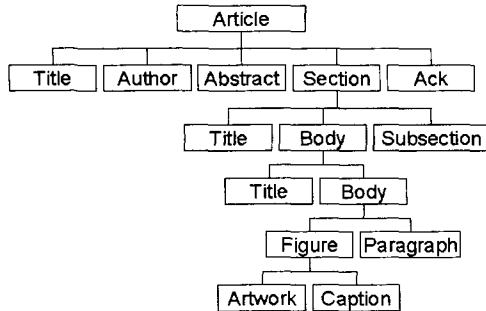 Article
Title Author Abstract Section Ack
Title Body Subsection
Title Body
Figure Paragraph
Artwork Caption